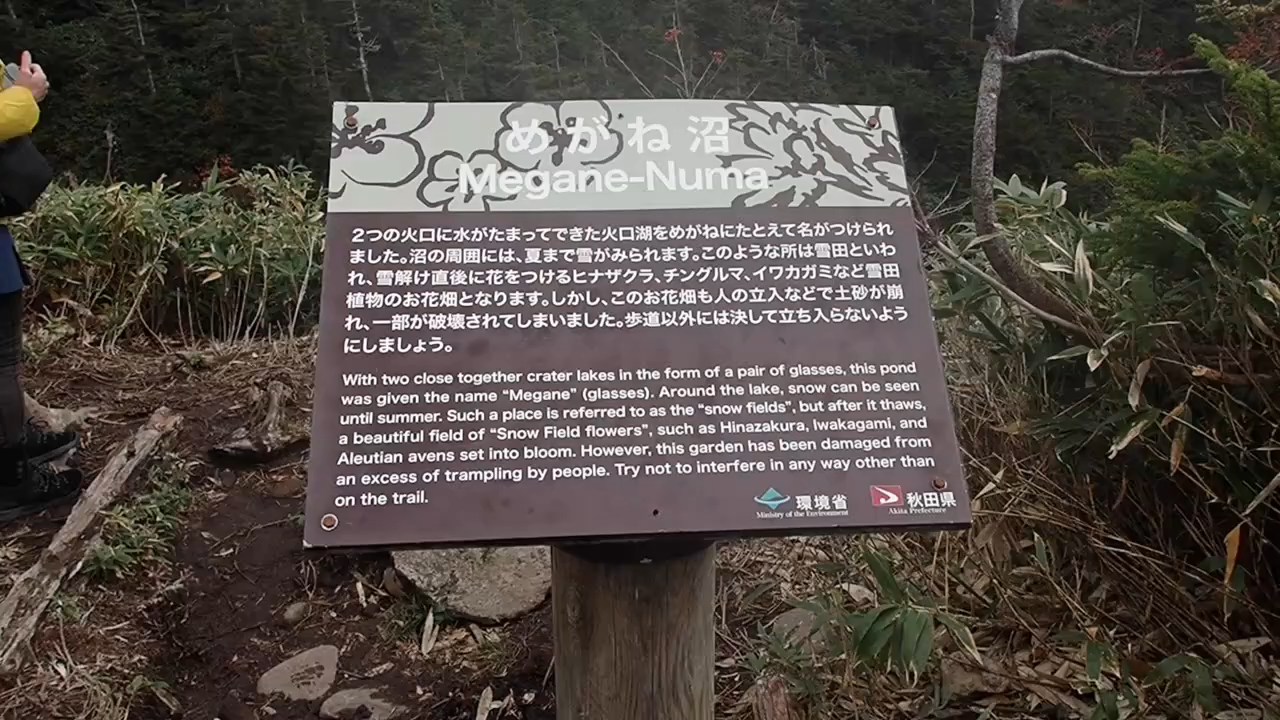 めがね沼
Megane-Numa
2つの火口に水がたまってできた火口湖をめがねにたとえて名がつけられ
ました。沼の周囲には、夏まで雪がみられます。このような所は雪田といわ
れ、雪解け直後に花をつけるヒナザクラ、チングルマ、イワカガミなど雪田
植物のお花畑となります。しかし、このお花畑も人の立入などで土砂が崩
れ、一部が破壊されてしまいました。歩道以外には決して立ち入らないよう
にしましょう。
With two close together crater lakes in the form of a pair of glasses, this pond
was given the name “Megane” (glasses). Around the lake, snow can be seen
until summer. Such a place is referred to as the “snow fields”, but after it thaws,
a beautiful field of “Snow Field flowers”, such as Hinazakura, Iwakagami, and
Aleutian avens set into bloom. However, this garden has been damaged from
an excess of trampling by people. Try not to interfere in any way other than
on the trail.
環境省 秋田県
Ministry of the Environment Akita Prefecture